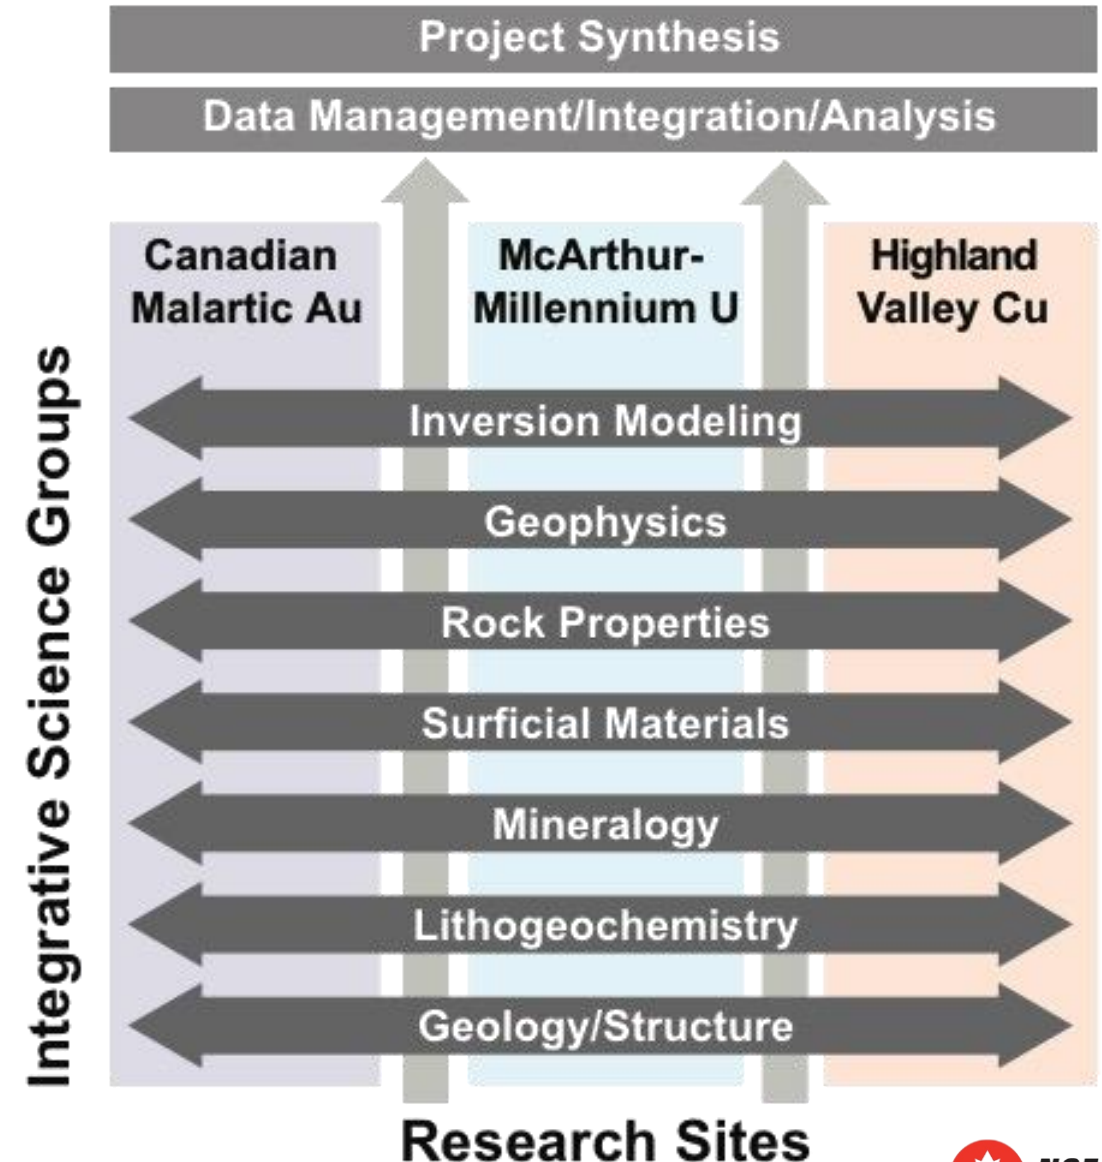 Project Synthesis
Data Management/Integration/Analysis
Canadian
Malartic Au
McArthur-
Millennium U
Highland
Valley Cu
Integrative Science Groups
Inversion Modeling
Geophysics
Rock Properties
Surficial Materials
Mineralogy
Lithogeochemistry
Geology/Structure
Research Sites